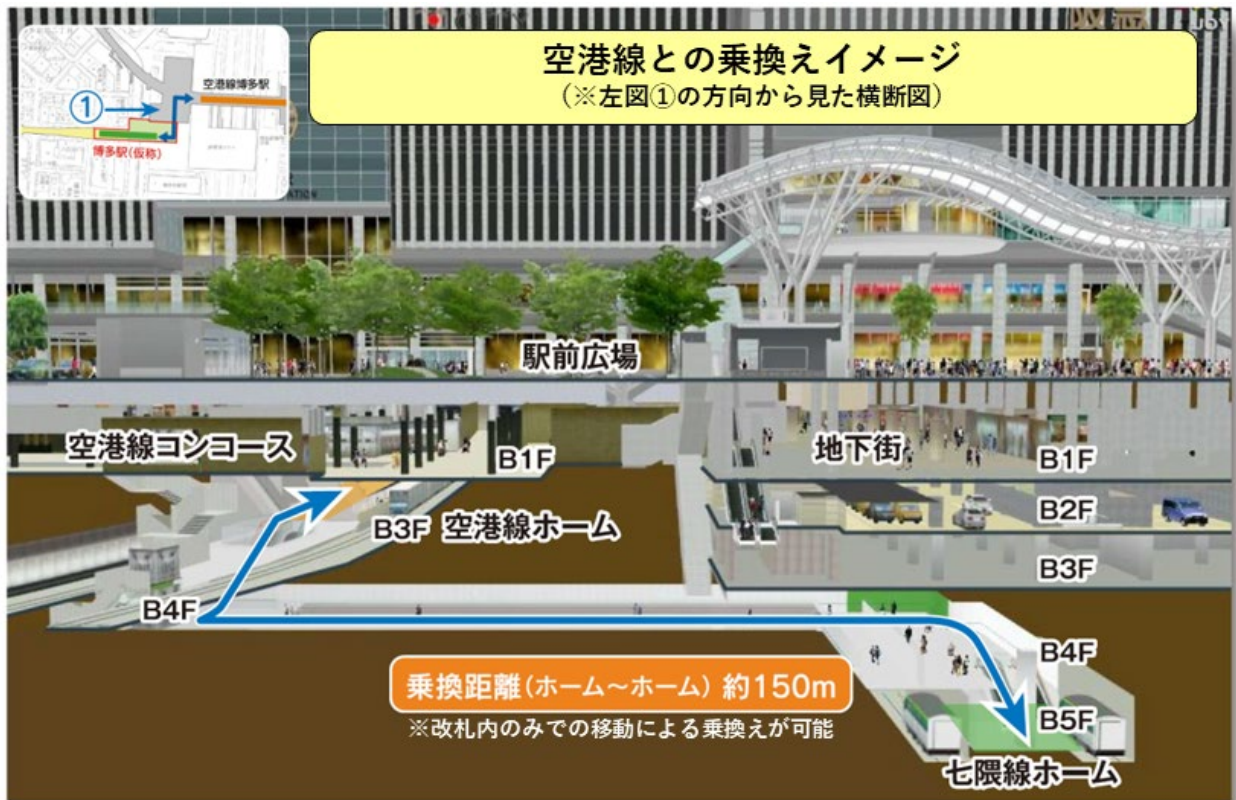 空港線との乗換えイメージ
(※左図①の方向から見た横断図)
空港線博多駅
①
博多駅(仮称)
駅前広場
空港線コンコース
B1F
地下街
B1F
B2F
B3F 空港線ホーム
B3F
B4F
B4F
乗換距離(ホーム～ホーム) 約150m
※改札内のみでの移動による乗換えが可能
B5F
七隈線ホーム